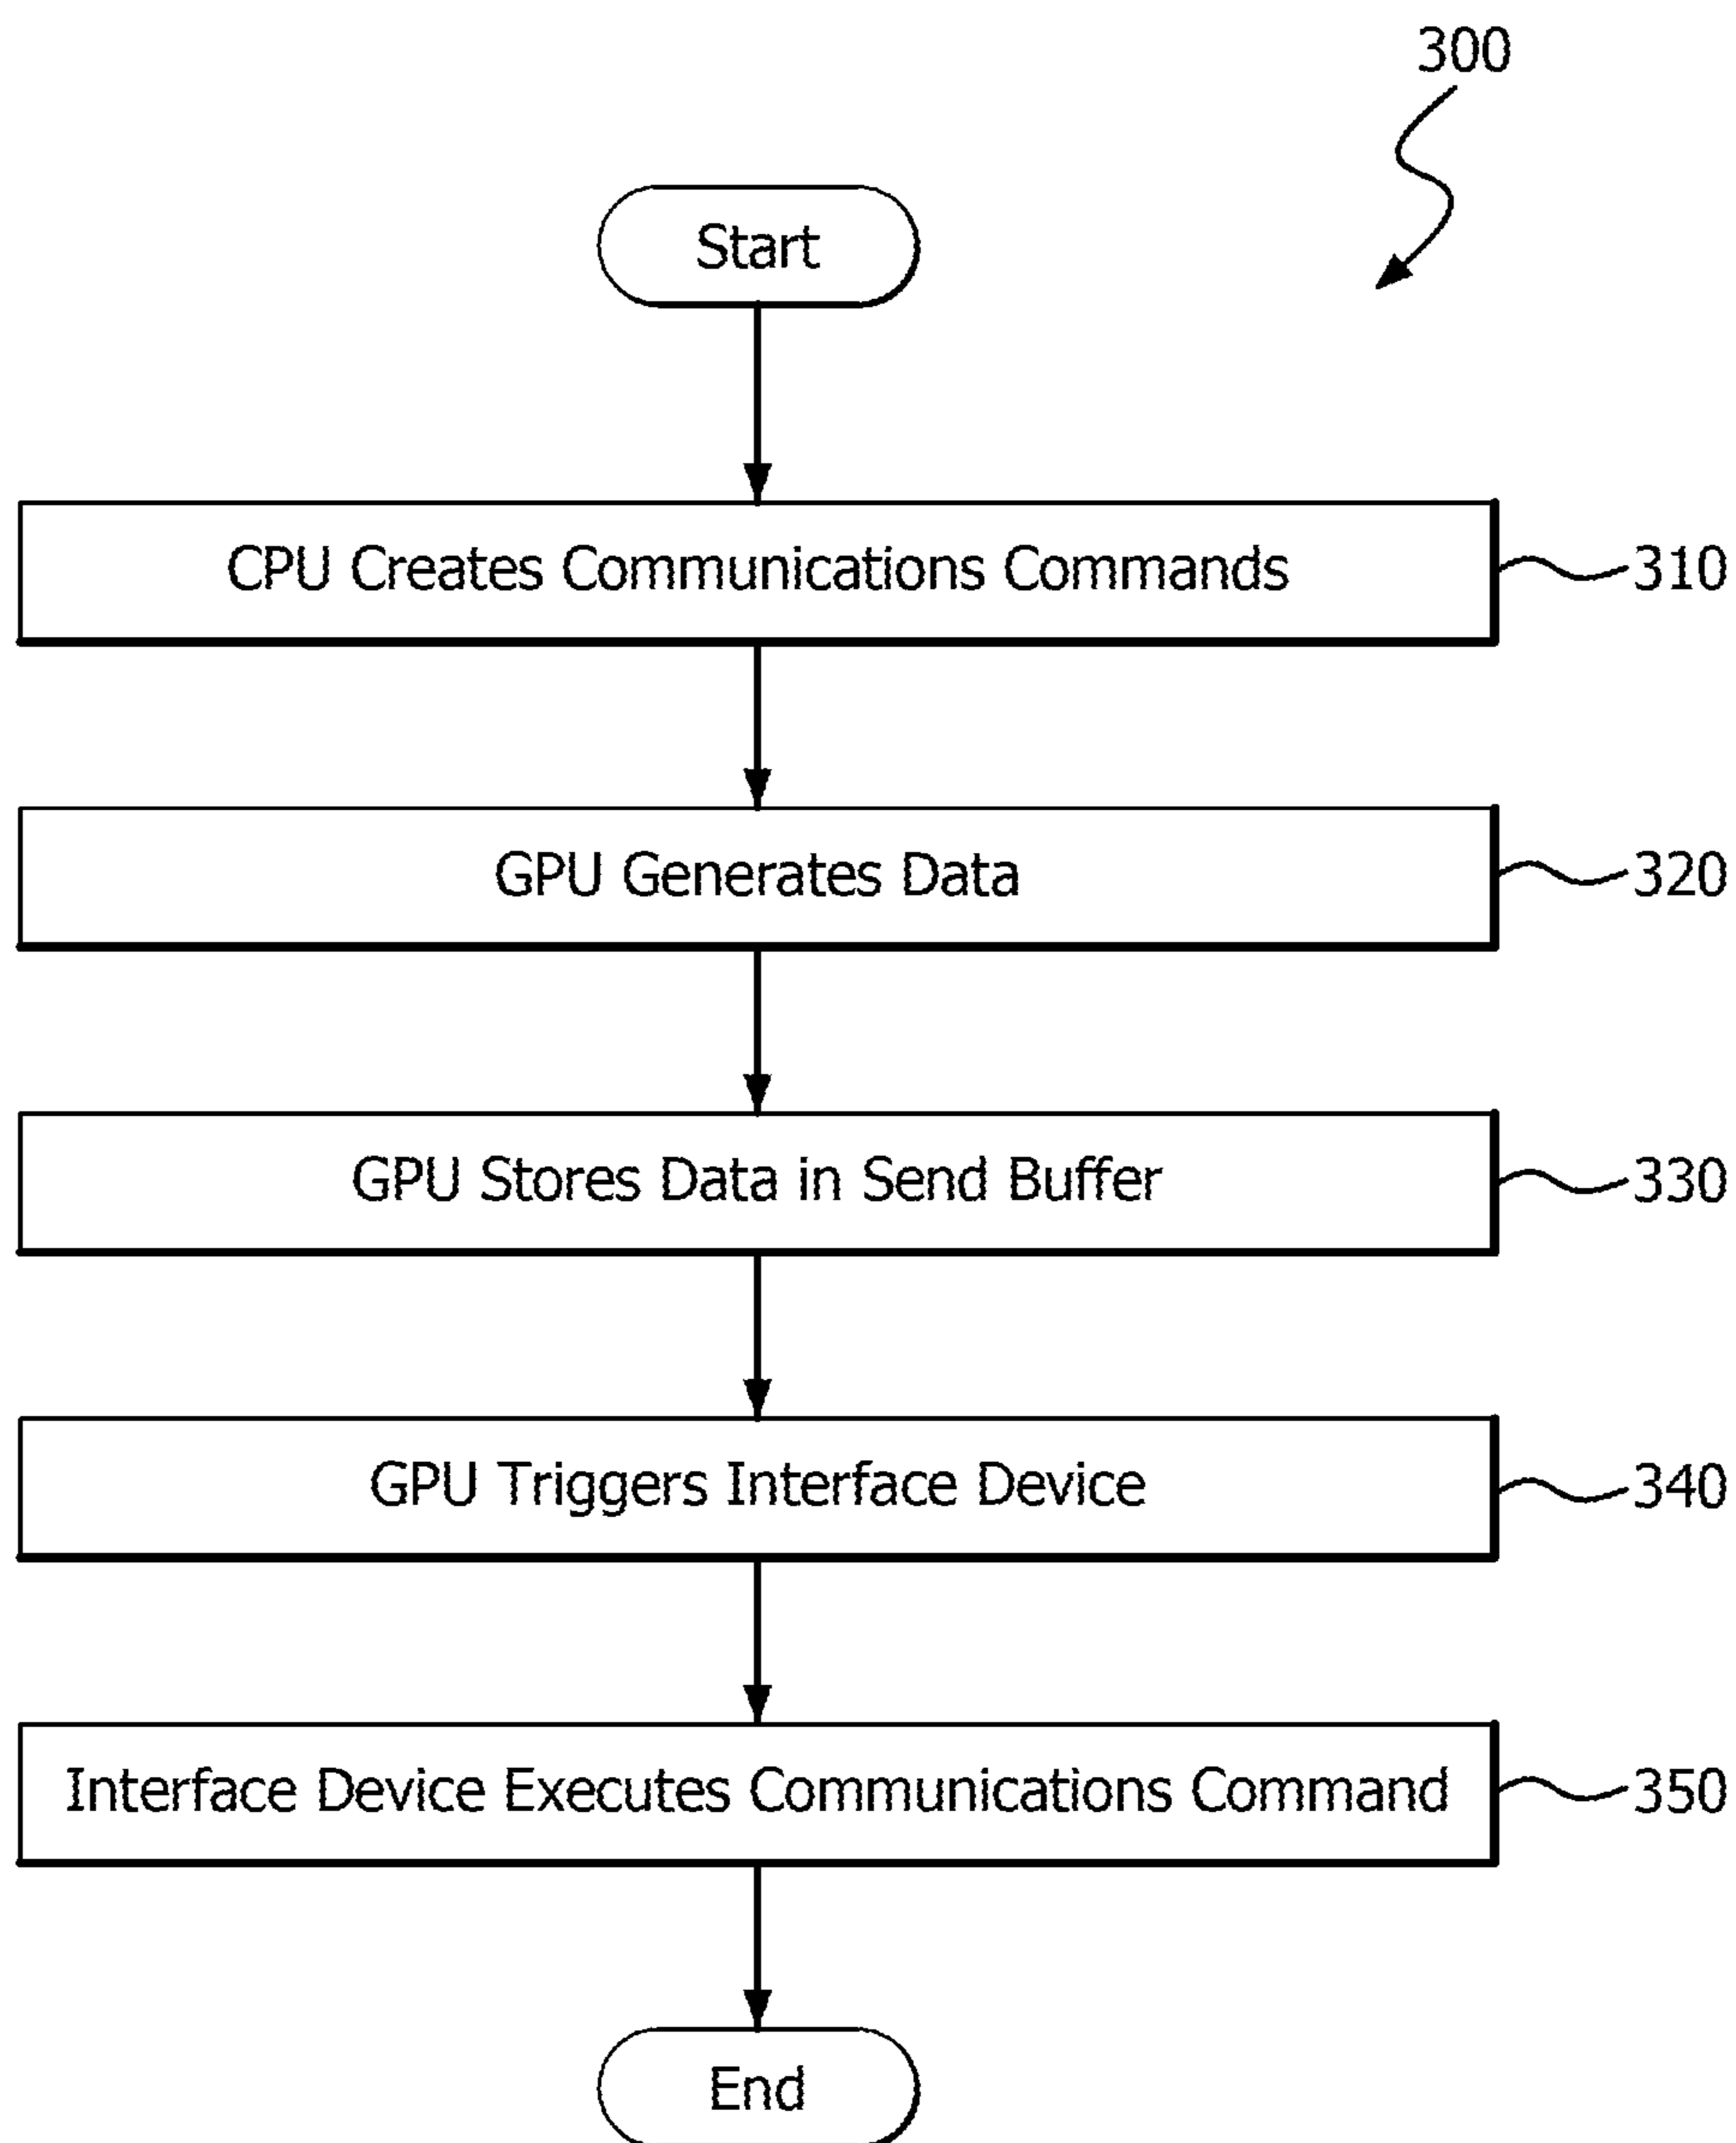 300
Start
CPU Creates Communications Commands
310
GPU Generates Data
320
GPU Stores Data in Send Buffer
330
GPU Triggers Interface Device
340
Interface Device Executes Communications Command
350
End